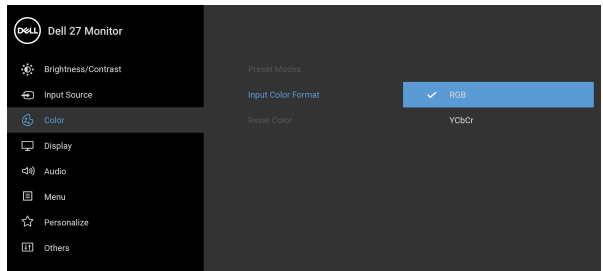 DELL Dell 27 Monitor
Brightness/Contrast Preset Modes
Input Source Input Color Format RGB
Color Reset Color YCbCr
Display
Audio
Menu
Personalize
Others